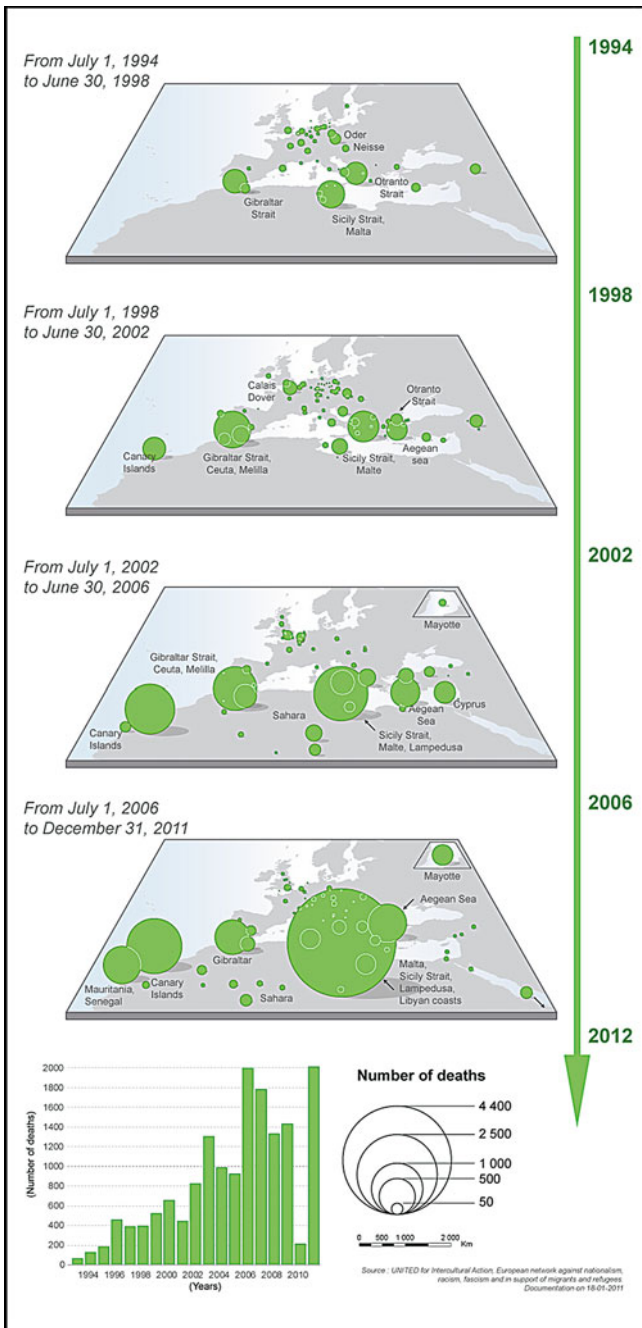 From July 1, 1994
to June 30, 1998
1994
Oder
Neisse
Gibraltar
Strait
Otranto
Strait
Sicily Strait,
Malta
1998
From July 1, 1998
to June 30, 2002
Calais
Dover
Otranto
Strait
Canary
Islands
Gibraltar Strait,
Ceuta, Melilla
Sicily Strait,
Malte
Aegean
sea
2002
From July 1, 2002
to June 30, 2006
Mayotte
Gibraltar Strait,
Ceuta, Melilla
Canary
Islands
Sahara
Aegean
Sea
Cyprus
Sicily Strait,
Malte, Lampedusa
2006
From July 1, 2006
to December 31, 2011
Mayotte
Aegean Sea
Mauritania,
Senegal
Canary
Islands
Gibraltar
Sahara
Malta,
Sicily Strait,
Lampedusa,
Libyan coasts
2012
(Number of deaths)
2000
1800
1600
1400
1200
1000
800
600
400
200
0
1994 1996 1998 2000 2002 2004 2006 2008 2010
(Years)
Number of deaths
4 400
2 500
1 000
500
50
0 500 1 000 2 000
Km
Source : UNITED for Intercultural Action, European network against nationalism,
racism, fascism and in support of migrants and refugees.
Documentation on 18-01-2011